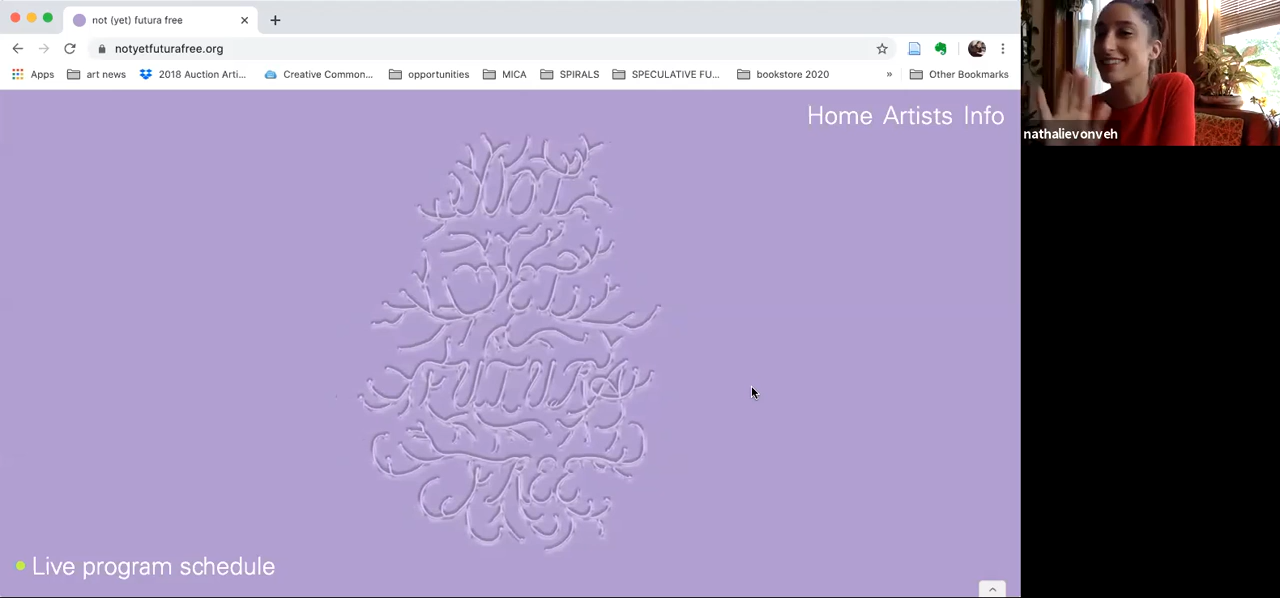 not (yet) futura free
notyetfuturafree.org
Apps art news 2018 Auction Arti... Creative Common... opportunities MICA SPIRALS SPECULATIVE FU... bookstore 2020 » Other Bookmarks
Home Artists Info
nathalievonveh
NOT
YET
FUTURA
FREE
Live program schedule